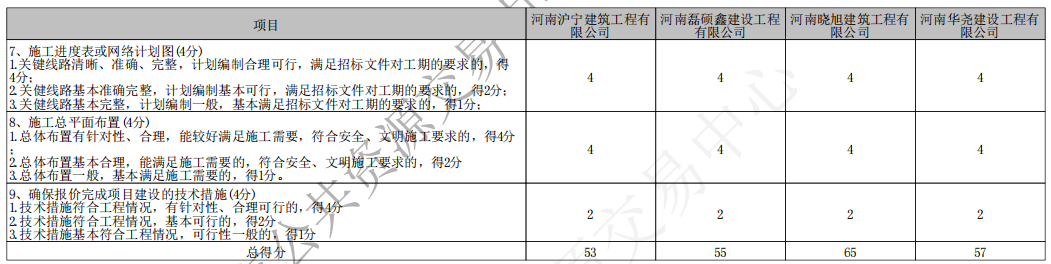 项目
河南沪宁建筑工程有限公司
河南磊硕鑫建设工程有限公司
河南晓旭建筑工程有限公司
河南华尧建设工程有限公司
7、施工进度表或网络计划图(4分)
1.关键线路清晰、准确、完整，计划编制合理可行，满足招标文件对工期的要求的，得
4分；
2.关键线路基本准确完整，计划编制基本可行，满足招标文件对工期的要求的，得2分；
3.关键线路基本完整，计划编制一般，基本满足招标文件对工期的要求的，得1分；
4 4 4 4
8、施工总平面布置(4分)
1.总体布置有针对性、合理，能较好满足施工需要，符合安全、文明施工要求的，得4分
；
2.总体布置基本合理，能满足施工需要的，符合安全、文明施工要求的，得2分
3.总体布置一般，基本满足施工需要的，得1分。
4 4 4 4
9、确保报价完成项目建设的技术措施(4分)
1.技术措施符合工程情况，有针对性、合理可行的，得4分
2.技术措施符合工程情况，基本可行的，得2分
3.技术措施基本符合工程情况，可行性一般的，得1分
2 2 2 2
总得分 53 55 65 57
公共资源交易中
源交易中心